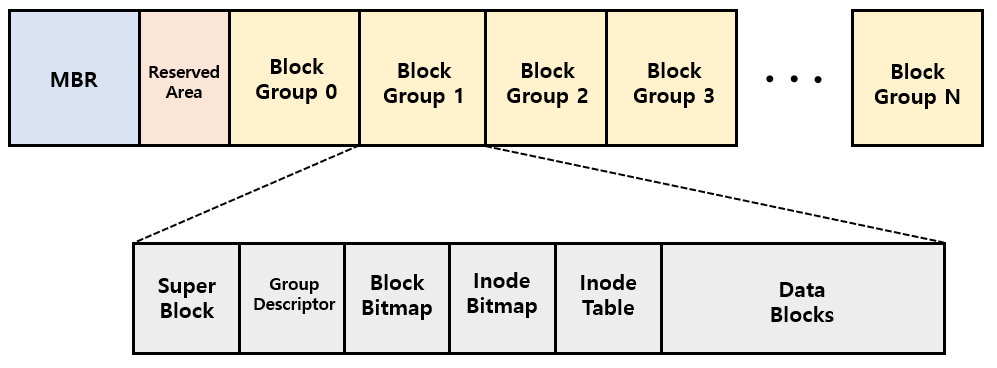 MBR
Reserved
Area
Block
Group 0
Block
Group 1
Block
Group 2
Block
Group 3
. . .
Block
Group N
Super
Block
Group
Descriptor
Block
Bitmap
Inode
Bitmap
Inode
Table
Data
Blocks